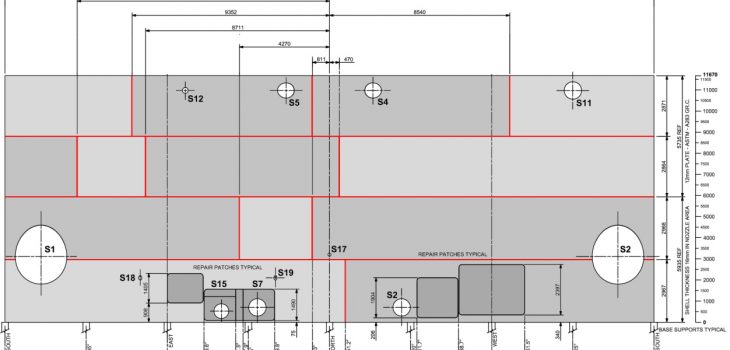 9352
8540
8711
4270
811
470
S12
S5
S4
S11
11670
11500
11000
10500
10000
9500
9000
8500
8000
7500
7000
6500
6000
5500
5000
4500
4000
3500
3000
2500
2000
1500
1000
500
0
2871
2864
2968
2967
5735 REF
5935 REF
12mm PLATE - ASTM - A283 GR.C.
SHELL THICKNESS 16mm IN NOZZLE AREA
S1
S17
S2
REPAIR PATCHES TYPICAL
REPAIR PATCHES TYPICAL
S18
S19
S15
S7
S2
1405
908
1490
75
1904
206
2397
340
BASE SUPPORTS TYPICAL
SOUTH
EAST
NORTH
WEST
SOUTH